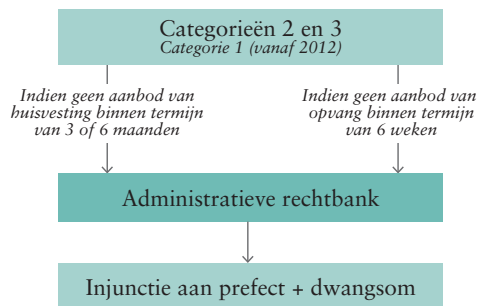 Categorieën 2 en 3
Categorie 1 (vanaf 2012)
Indien geen aanbod van
huisvesting binnen termijn
van 3 of 6 maanden
Indien geen aanbod van
opvang binnen termijn
van 6 weken
Administratieve rechtbank
Injunctie aan prefect + dwangsom